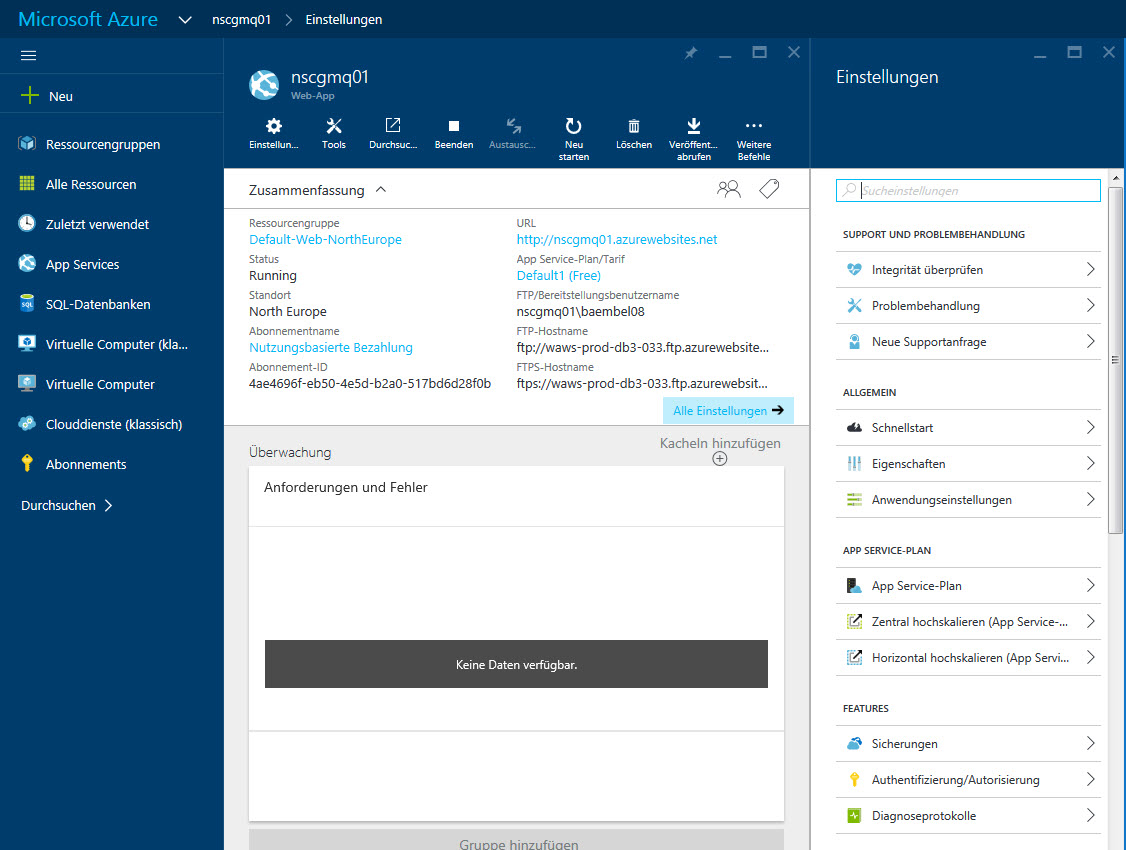 Microsoft Azure
nscgmq01
Einstellungen
Neu
Ressourcengruppen
Alle Ressourcen
Zuletzt verwendet
App Services
SQL-Datenbanken
Virtuelle Computer (kla...
Virtuelle Computer
Clouddienste (klassisch)
Abonnements
Durchsuchen
nscgmq01
Web-App
Einstellun...
Tools
Durchsuc...
Beenden
Austausc...
Neu
starten
Löschen
Veröffent...
abrufen
Weitere
Befehle
Zusammenfassung
Ressourcengruppe
Default-Web-NorthEurope
Status
Running
Standort
North Europe
Abonnementname
Nutzungsbasierte Bezahlung
Abonnement-ID
4ae4696f-eb50-4e5d-b2a0-517bd6d28f0b
URL
http://nscgmq01.azurewebsites.net
App Service-Plan/Tarif
Default1 (Free)
FTP/Bereitstellungsbenutzername
nscgmq01\baembel08
FTP-Hostname
ftp://waws-prod-db3-033.ftp.azurewebsite...
FTPS-Hostname
ftps://waws-prod-db3-033.ftp.azurewebsit...
Alle Einstellungen
Überwachung
Kacheln hinzufügen
Anforderungen und Fehler
Keine Daten verfügbar.
Gruppe hinzufügen
Einstellungen
Sucheinstellungen
SUPPORT UND PROBLEMBEHANDLUNG
Integrität überprüfen
Problembehandlung
Neue Supportanfrage
ALLGEMEIN
Schnellstart
Eigenschaften
Anwendungseinstellungen
APP SERVICE-PLAN
App Service-Plan
Zentral hochskalieren (App Service-...
Horizontal hochskalieren (App Servi...
FEATURES
Sicherungen
Authentifizierung/Autorisierung
Diagnoseprotokolle